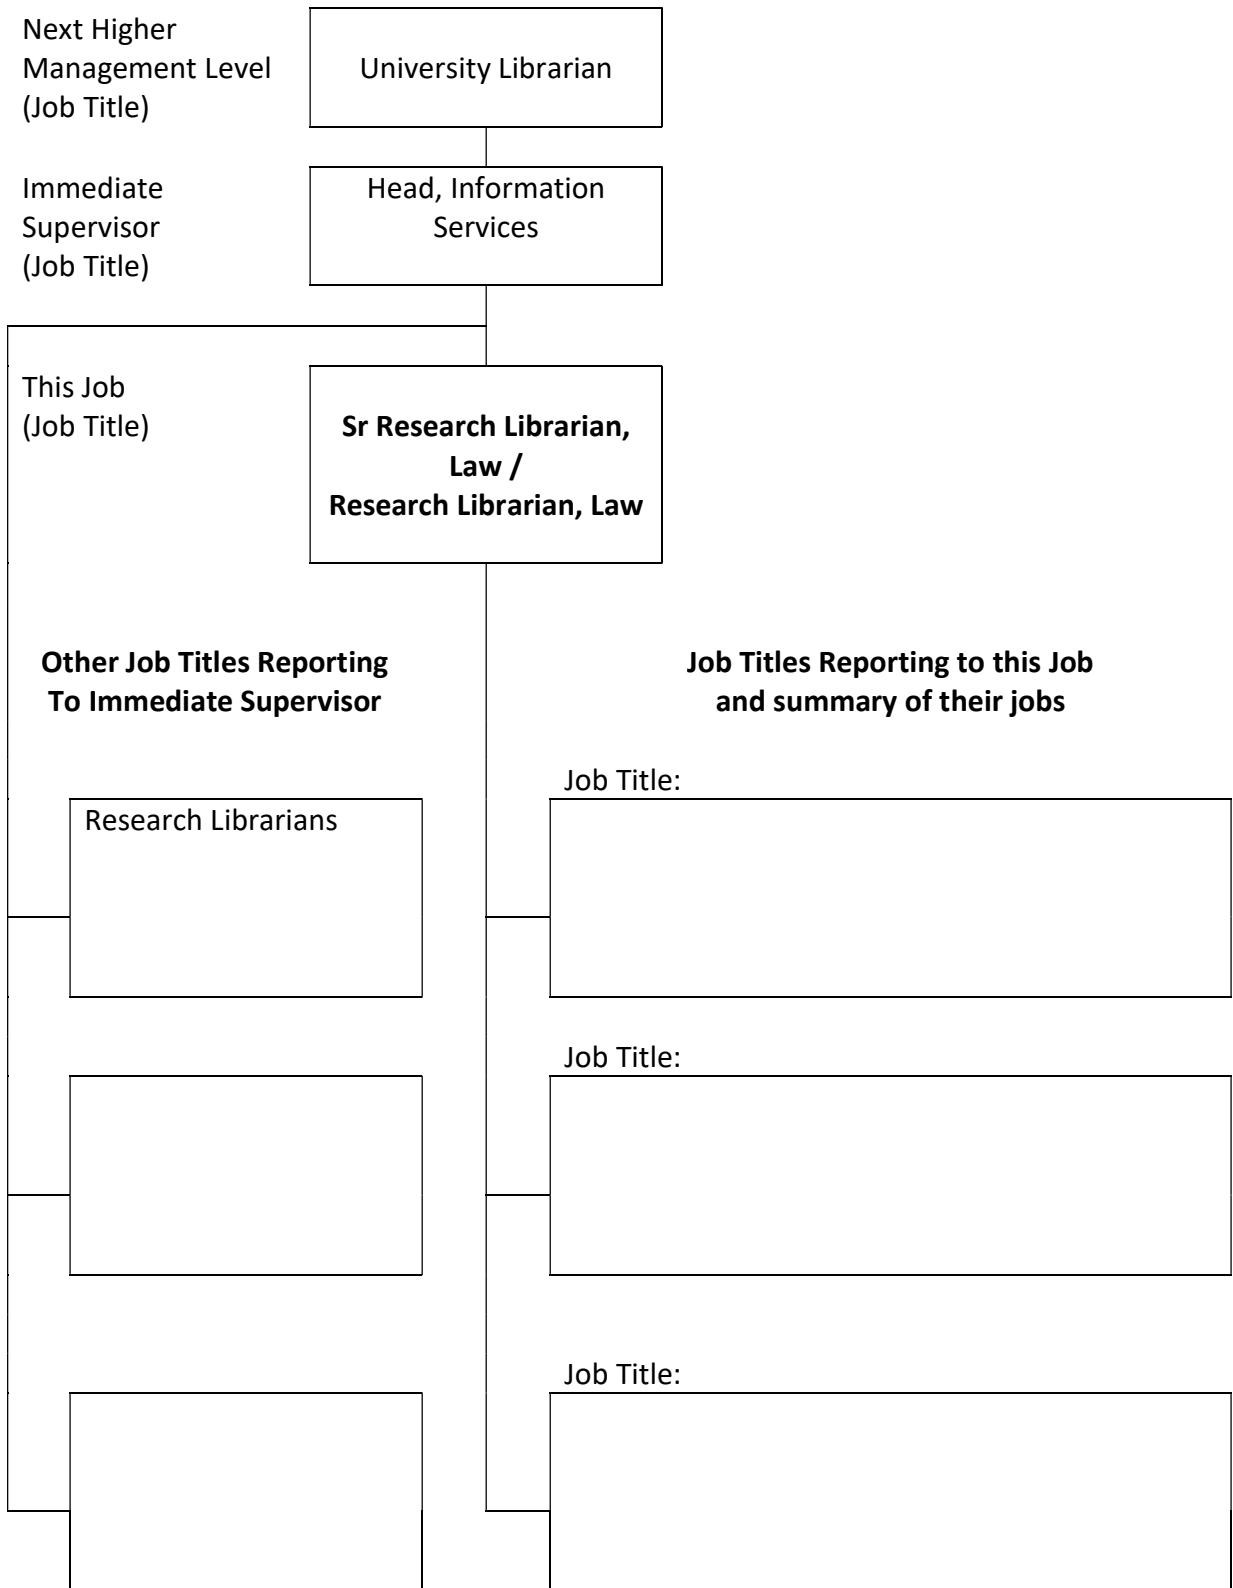 Next Higher
Management Level
(Job Title)
University Librarian
Immediate
Supervisor
(Job Title)
Head, Information
Services
This Job
(Job Title)
Sr Research Librarian,
Law /
Research Librarian, Law
Other Job Titles Reporting
To Immediate Supervisor
Job Titles Reporting to this Job
and summary of their jobs
Research Librarians
Job Title:
Job Title:
Job Title: